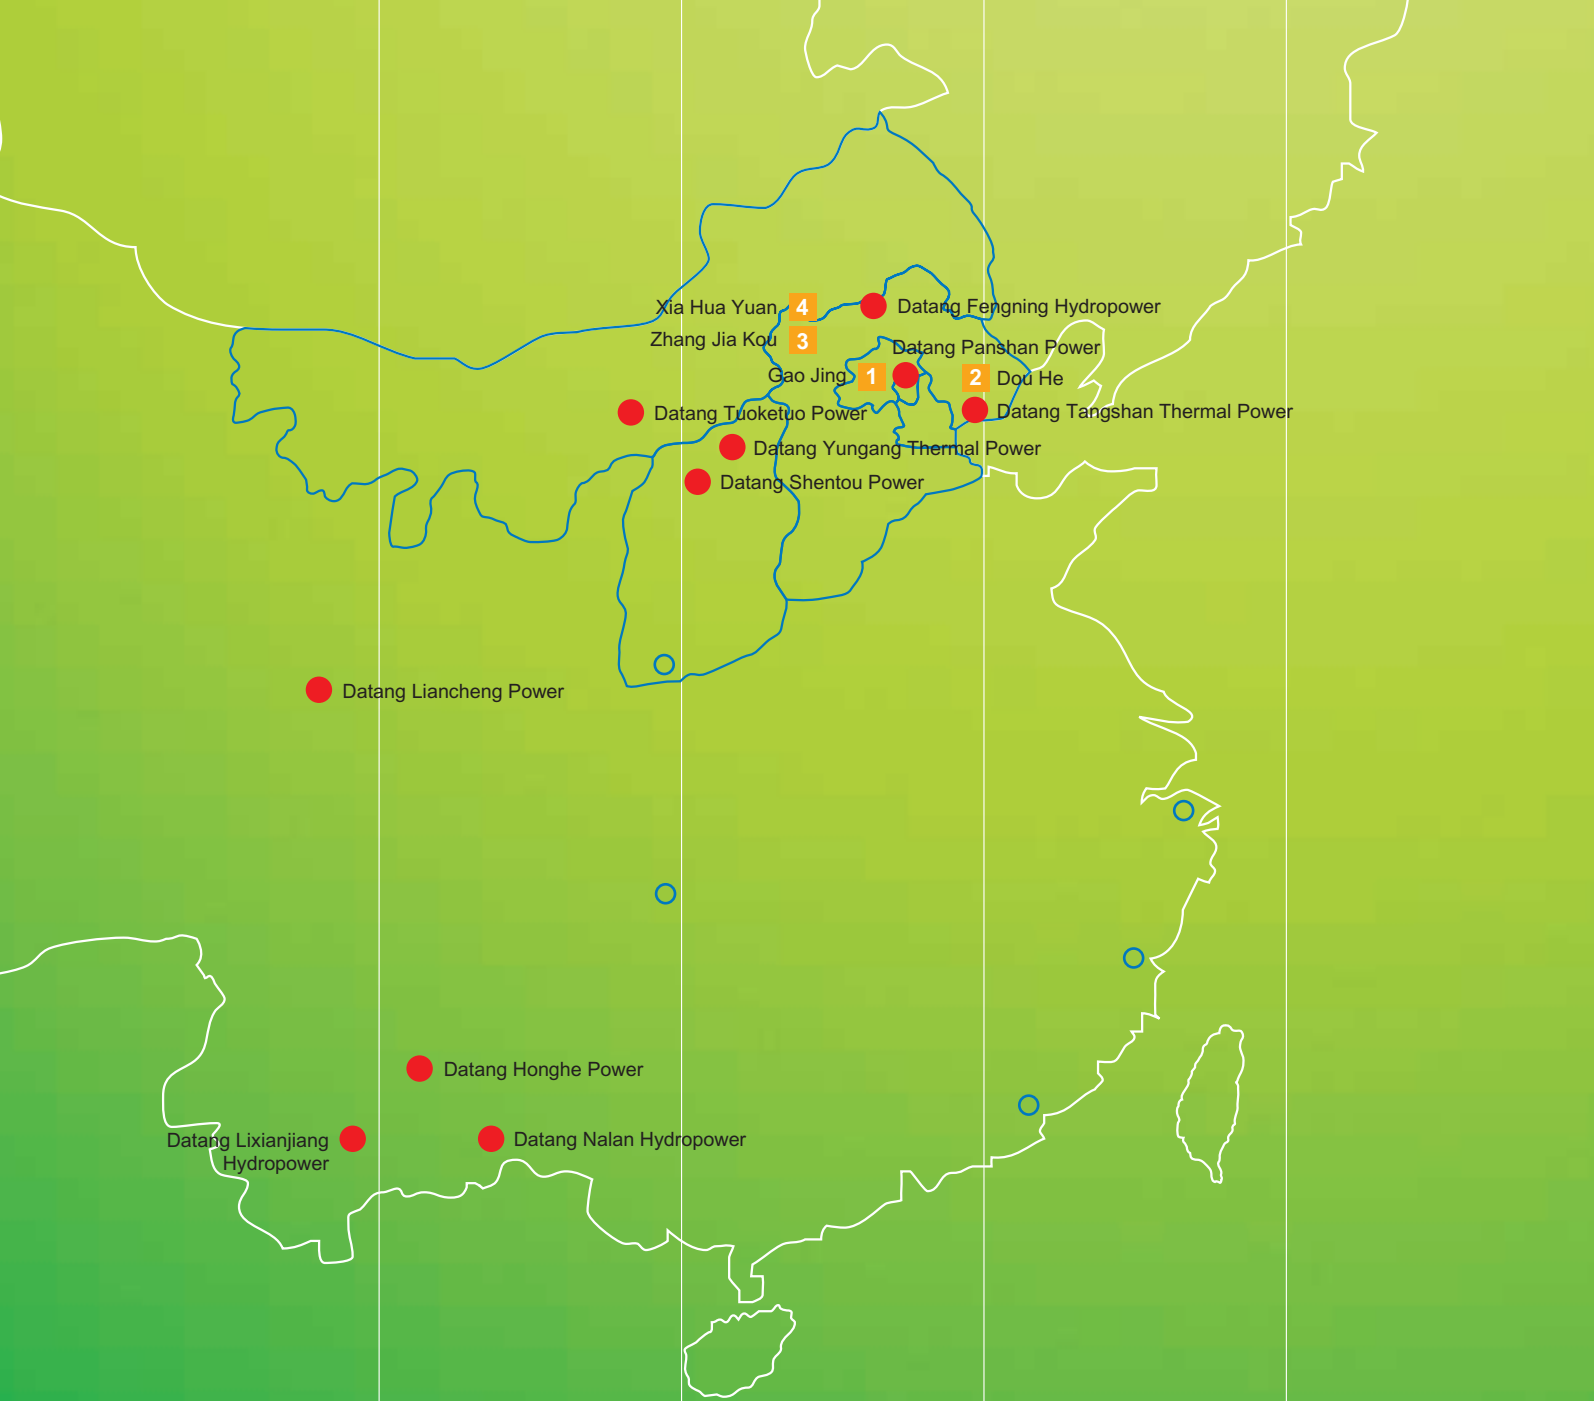 Xia Hua Yuan 4
Datang Fengning Hydropower
Zhang Jia Kou 3
Datang Panshan Power
Gao Jing 1
2 Dou He
Datang Tuoketuo Power
Datang Tangshan Thermal Power
Datang Yungang Thermal Power
Datang Shentou Power
Datang Liancheng Power
Datang Honghe Power
Datang Lixianjiang
Hydropower
Datang Nalan Hydropower